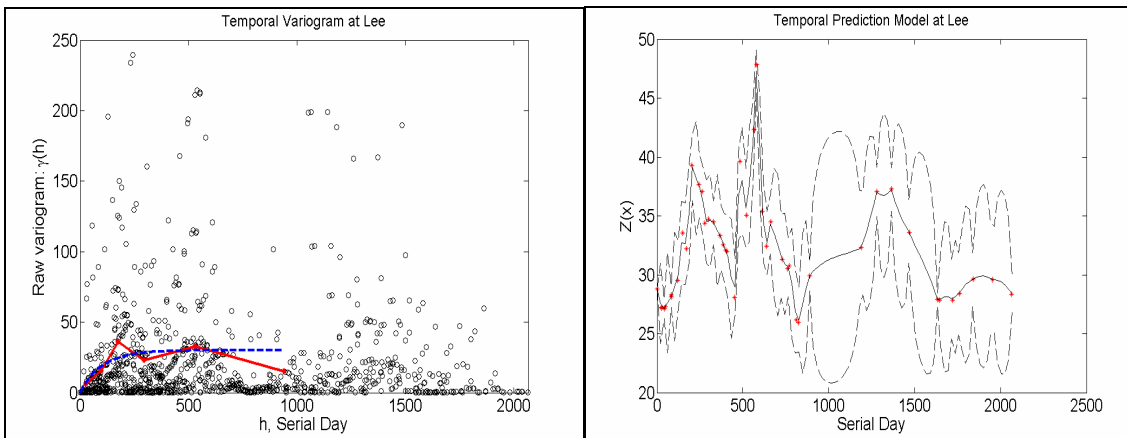 Temporal Variogram at Lee
250
200
150
100
50
0
Raw variogram: γ(h)
0 500 1000 1500 2000
h, Serial Day
Temporal Prediction Model at Lee
50
45
40
35
30
25
20
Z(x)
0 500 1000 1500 2000 2500
Serial Day